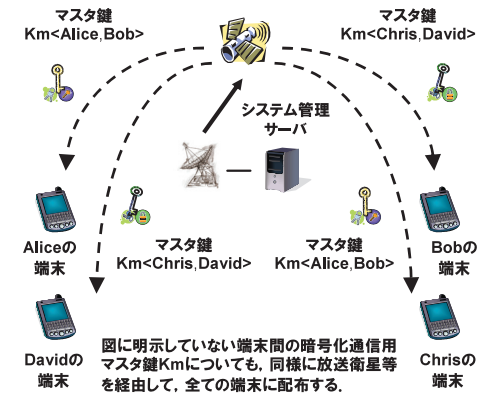 マスタ鍵
Km<Alice,Bob>
マスタ鍵
Km<Chris,David>
システム管理
サーバ
Aliceの
端末
マスタ鍵
Km<Chris,David>
マスタ鍵
Km<Alice,Bob>
Bobの
端末
Davidの
端末
図に明示していない端末間の暗号化通信用
マスタ鍵Kmについても，同様に放送衛星等
を経由して，全ての端末に配布する．
Chrisの
端末